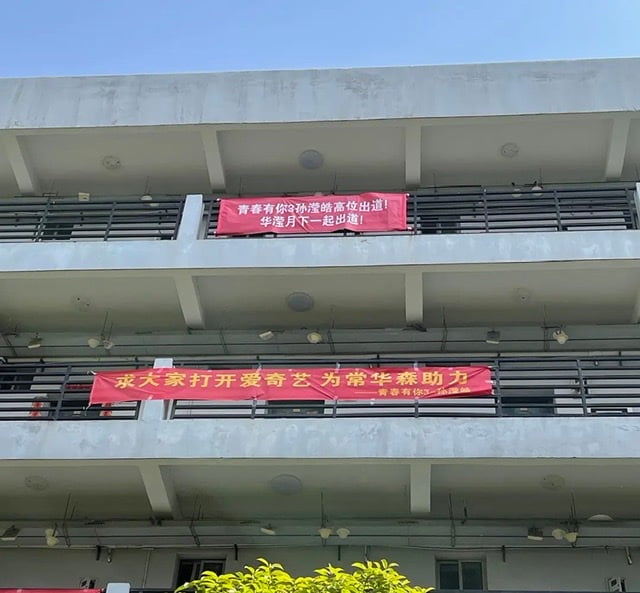 青春有你3孙滢皓高位出道!
华滢月下一起出道!
求大家打开爱奇艺 为常华森助力
——青春有你3-孙滢皓